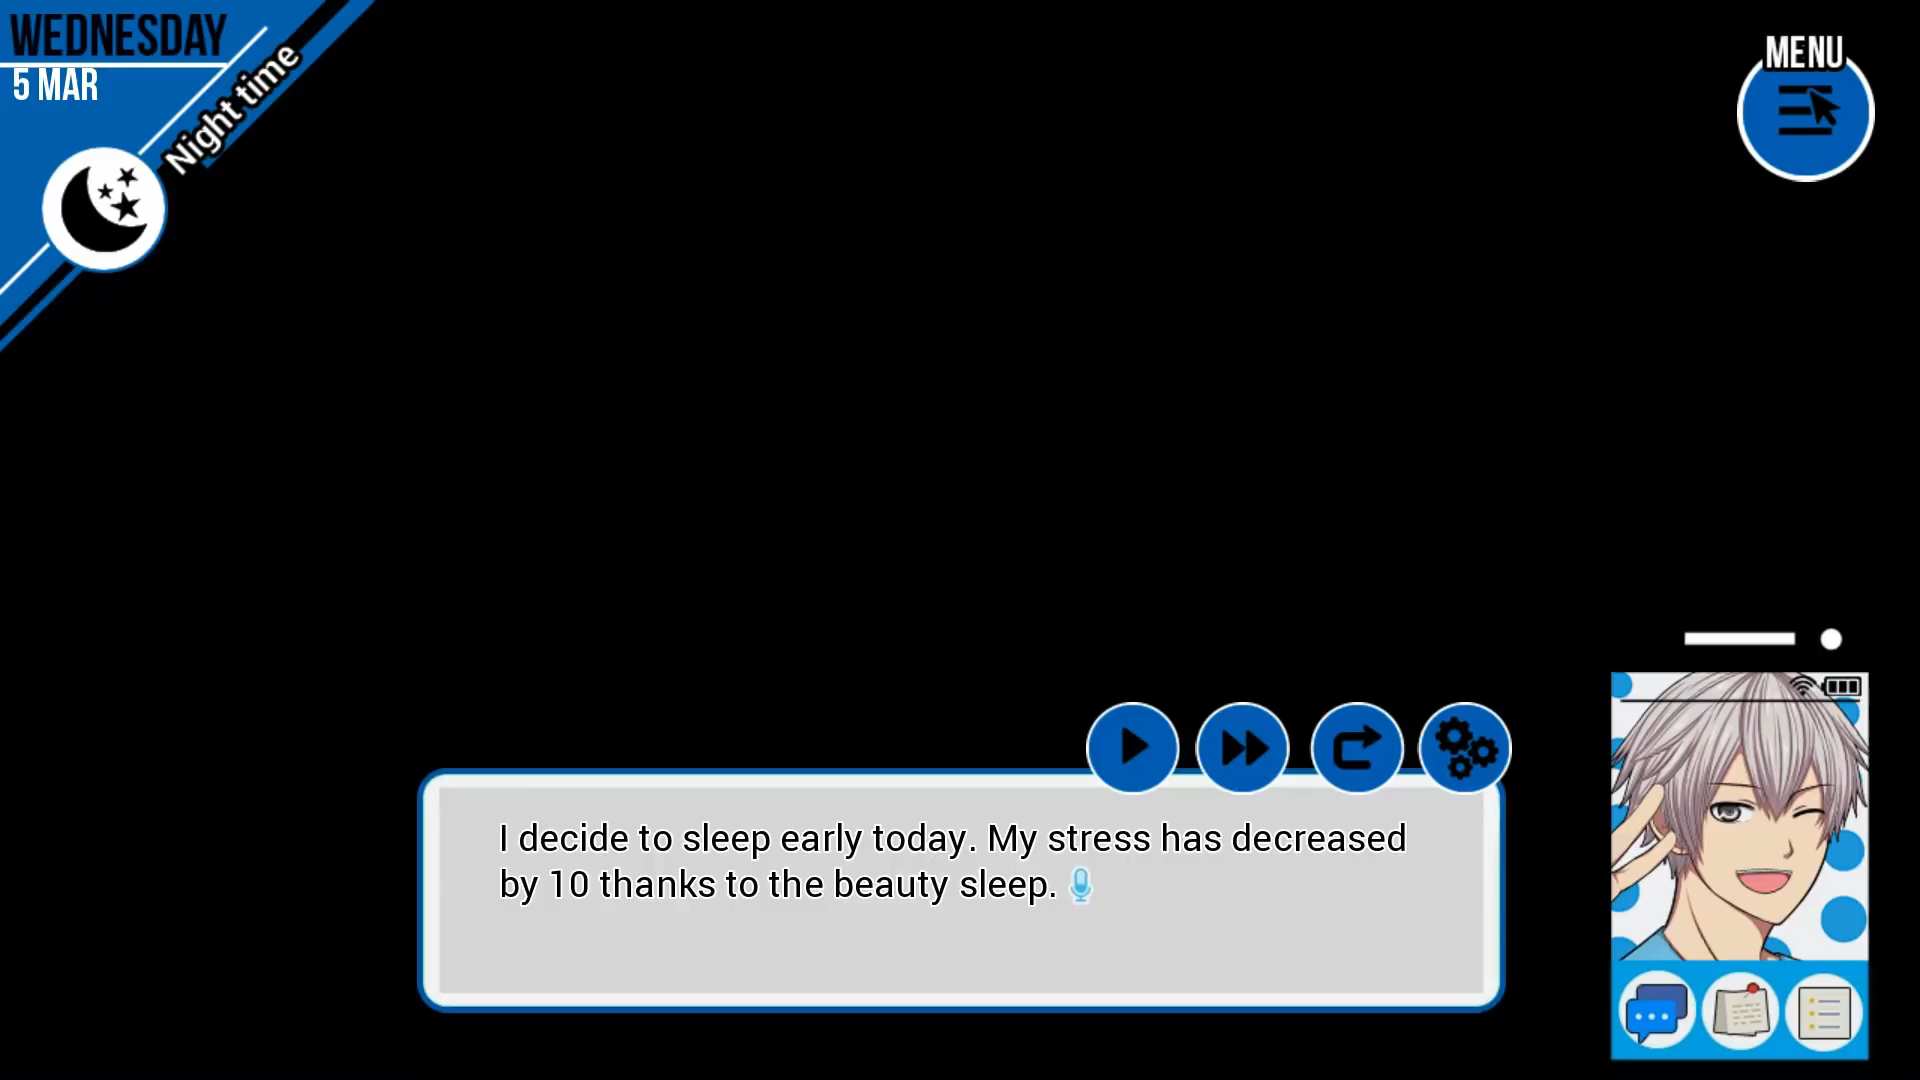 WEDNESDAY
5 MAR
Night time
MENU
I decide to sleep early today. My stress has decreased
by 10 thanks to the beauty sleep.